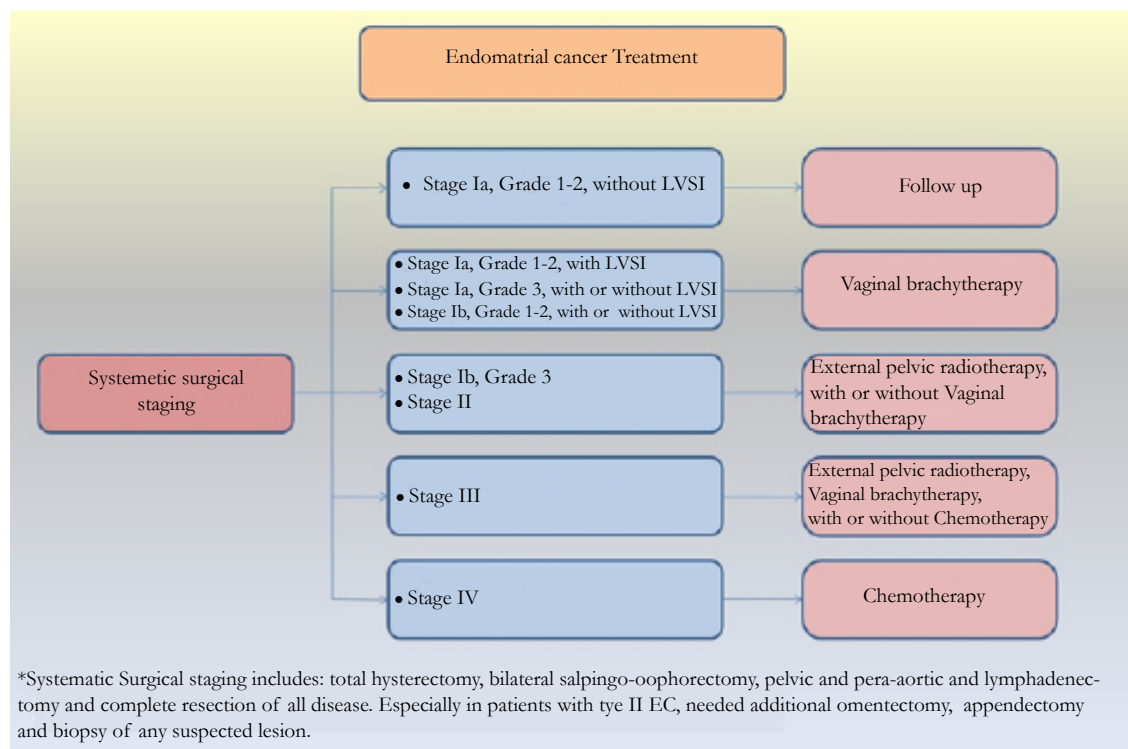 Endomatrial cancer Treatment
• Stage Ia, Grade 1-2, without LVSI
Follow up
• Stage Ia, Grade 1-2, with LVSI
• Stage Ia, Grade 3, with or without LVSI
• Stage Ib, Grade 1-2, with or without LVSI
Vaginal brachytherapy
Systemetic surgical
staging
• Stage Ib, Grade 3
• Stage II
External pelvic radiotherapy,
with or without Vaginal
brachytherapy
• Stage III
External pelvic radiotherapy,
Vaginal brachytherapy,
with or without Chemotherapy
• Stage IV
Chemotherapy
*Systematic Surgical staging includes: total hysterectomy, bilateral salpingo-oophorectomy, pelvic and pera-aortic and lymphadenec-
tomy and complete resection of all disease. Especially in patients with tye II EC, needed additional omentectomy, appendectomy
and biopsy of any suspected lesion.